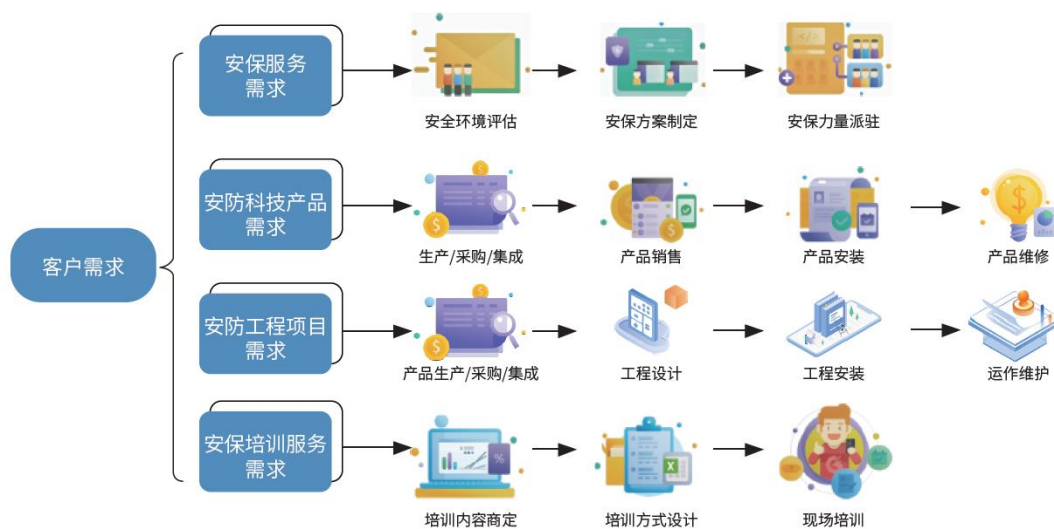 客户需求
安保服务
需求
安全环境评估
安保方案制定
安保力量派驻
安防科技产品
需求
生产/采购/集成
产品销售
产品安装
产品维修
安防工程项目
需求
产品生产/采购/集成
工程设计
工程安装
运作维护
安保培训服务
需求
培训内容商定
培训方式设计
现场培训